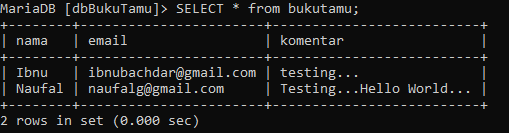 MariaDB [dbBukuTamu]> SELECT * from bukutamu;
+---------+----------------------+------------------------+
| nama    | email                | komentar               |
+---------+----------------------+------------------------+
| Ibnu    | ibnubachdar@gmail.com | testing...             |
| Naufal  | naufalg@gmail.com    | Testing...Hello World... |
+---------+----------------------+------------------------+
2 rows in set (0.000 sec)